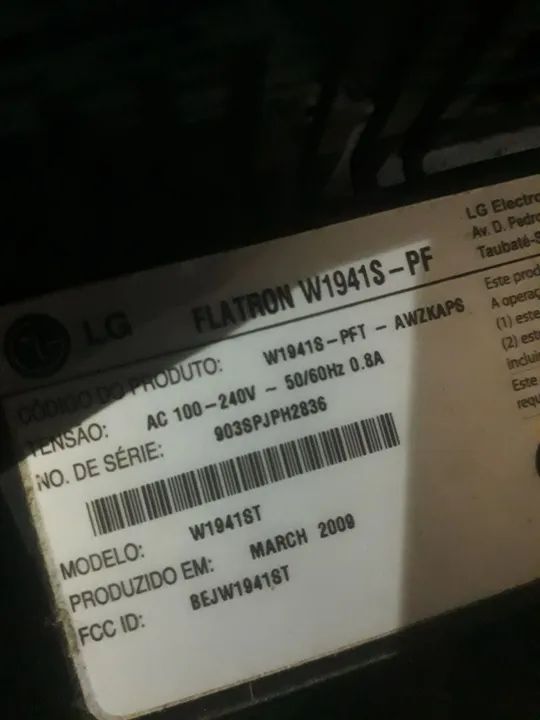 LG FLATRON W1941S-PF
CÓDIGO DO PRODUTO: W1941S-PFT - AWZKAPS
TENSÃO: AC 100-240V ~ 50/60Hz 0.8A
NO. DE SÉRIE: 903SPJPH2836
MODELO: W1941ST
PRODUZIDO EM: MARCH 2009
FCC ID: BEJW1941ST
LG Electro
Av. D. Pedro
Taubaté-S
Este prod
A operaç
(1) este
(2) est
incluin
Este
requ